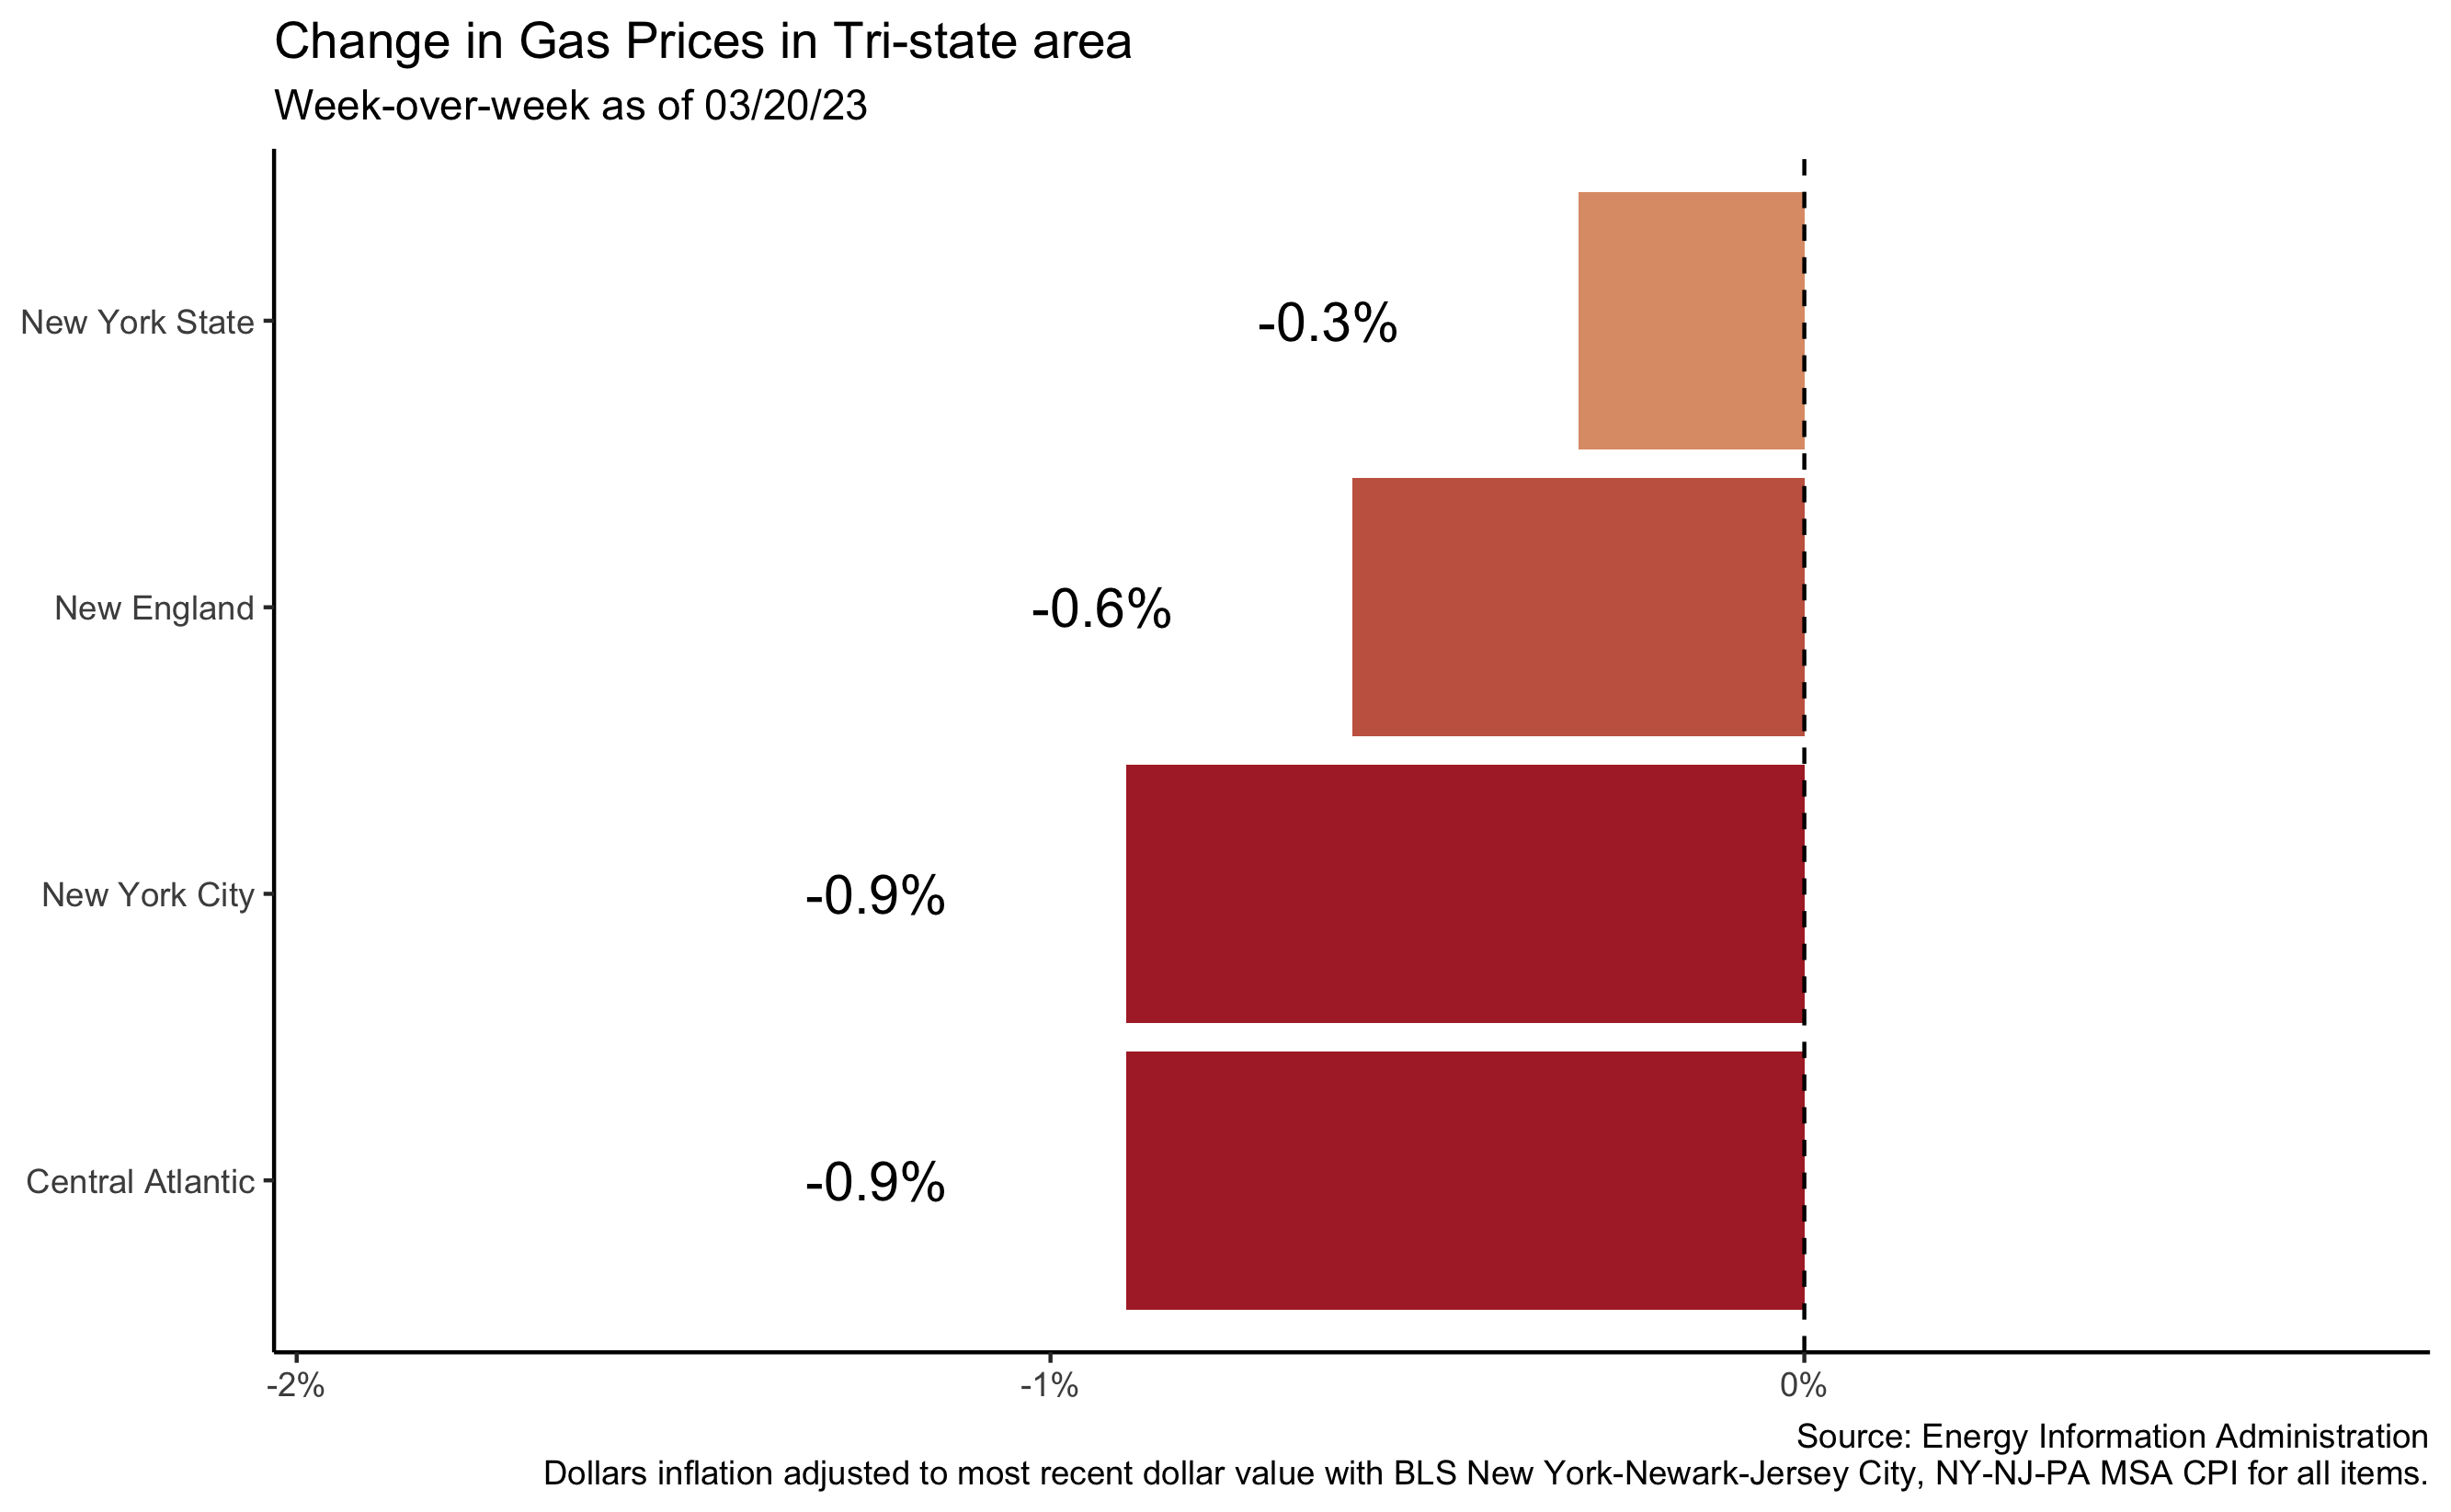 Change in Gas Prices in Tri-state area
Week-over-week as of 03/20/23
New York State
-0.3%
New England
-0.6%
New York City
-0.9%
Central Atlantic
-0.9%
-2%
-1%
0%
Source: Energy Information Administration
Dollars inflation adjusted to most recent dollar value with BLS New York-Newark-Jersey City, NY-NJ-PA MSA CPI for all items.